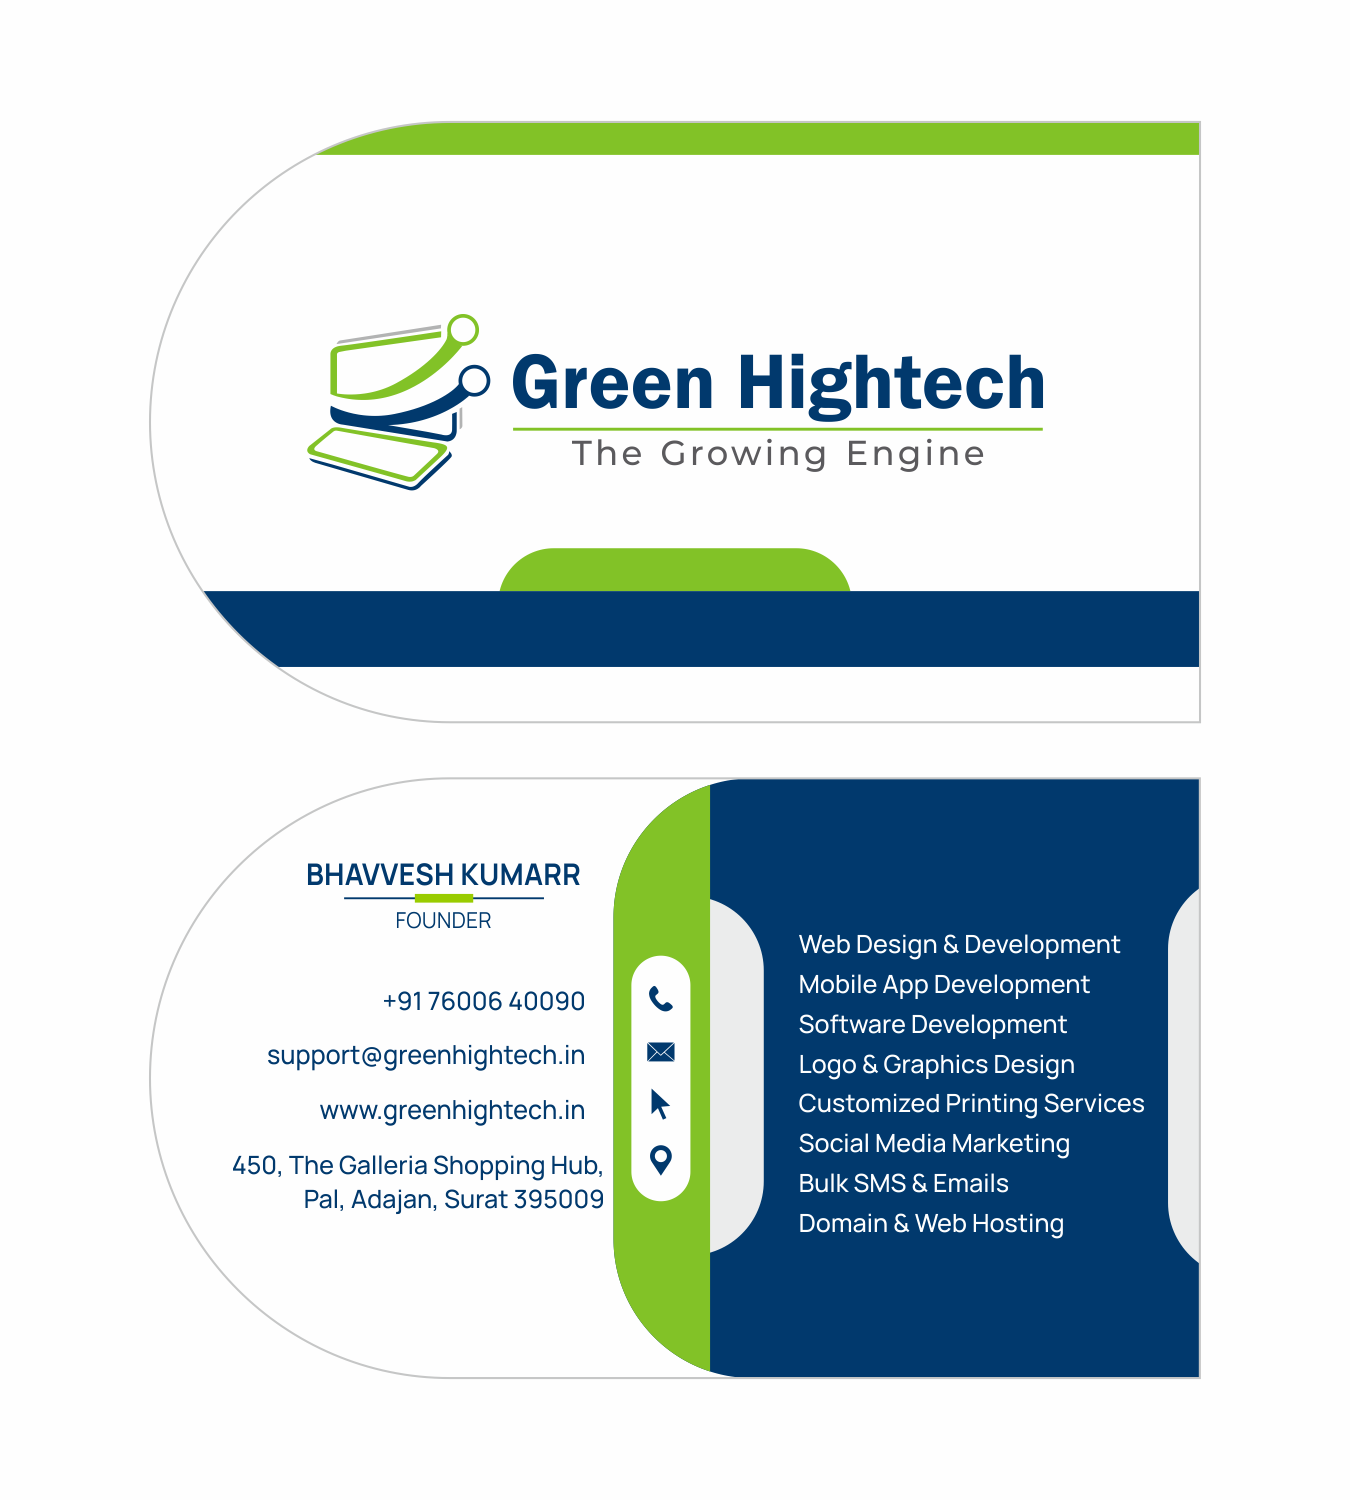 Green Hightech
The Growing Engine
BHAVVESH KUMARR
FOUNDER
+91 76006 40090
support@greenhightech.in
www.greenhightech.in
450, The Galleria Shopping Hub,
Pal, Adajan, Surat 395009
Web Design & Development
Mobile App Development
Software Development
Logo & Graphics Design
Customized Printing Services
Social Media Marketing
Bulk SMS & Emails
Domain & Web Hosting